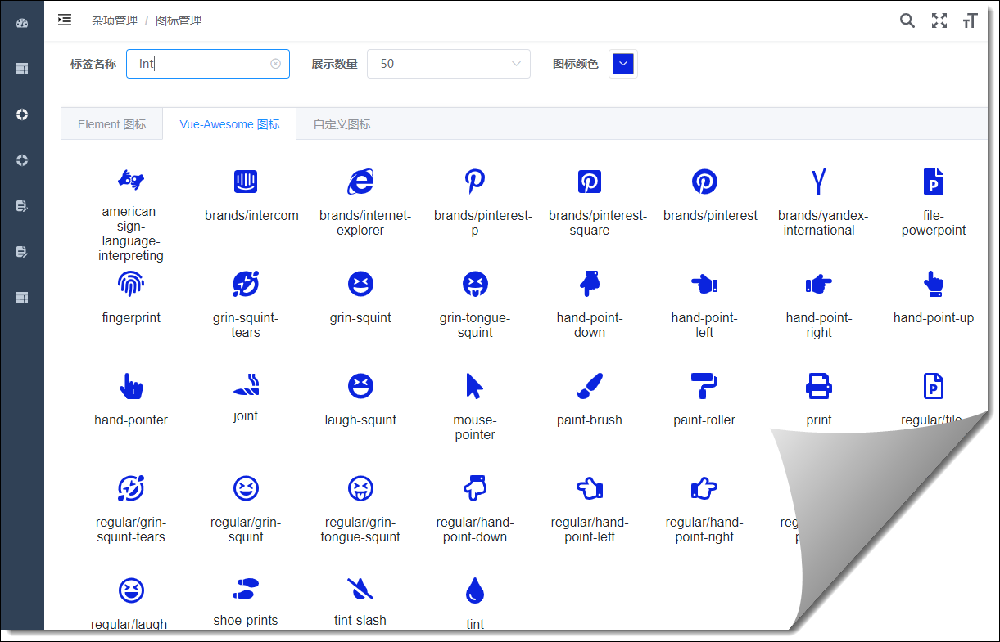 杂项管理 / 图标管理
标签名称 int 展示数量 50 图标颜色
Element 图标 Vue-Awesome 图标 自定义图标
american-
sign-
language-
interpreting
brands/intercom
brands/internet-
explorer
brands/pinterest-
p
brands/pinterest-
square
brands/pinterest
brands/yandex-
international
file-
powerpoint
fingerprint
grin-squint-
tears
grin-squint
grin-tongue-
squint
hand-point-
down
hand-point-
left
hand-point-
right
hand-point-up
hand-pointer
joint
laugh-squint
mouse-
pointer
paint-brush
paint-roller
print
regular/file-
regular/grin-
squint-tears
regular/grin-
squint
regular/grin-
tongue-squint
regular/hand-
point-down
regular/hand-
point-left
regular/hand-
point-right
regular/laugh-
shoe-prints
tint-slash
tint